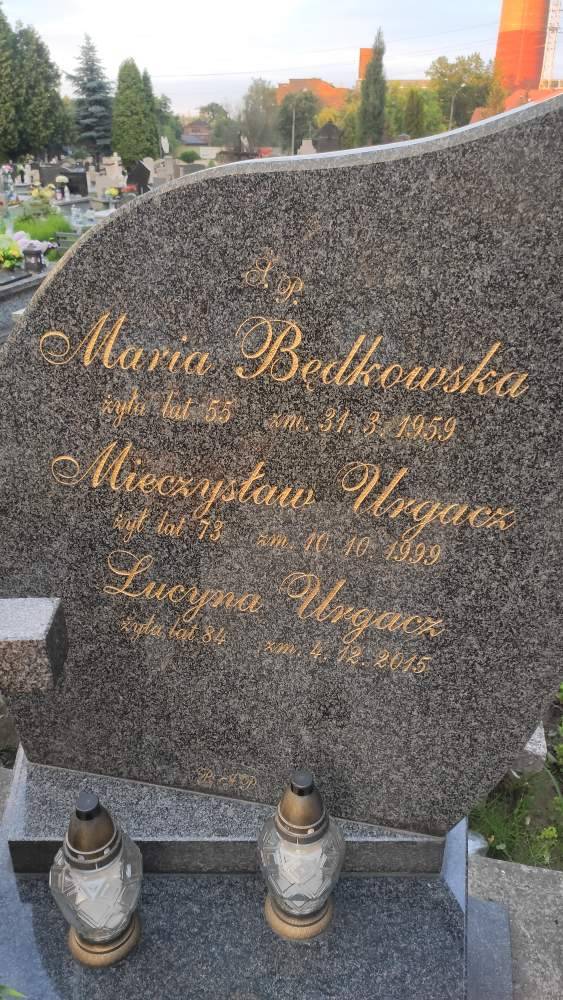 Ś. P.
Maria Będkowska
żyła lat 55 zm. 31. 3. 1959
Mieczysław Urgacz
żył lat 73 zm. 10. 10. 1999
Lucyna Urgacz
żyła lat 84 zm. 4. 12. 2015
R. A. P.